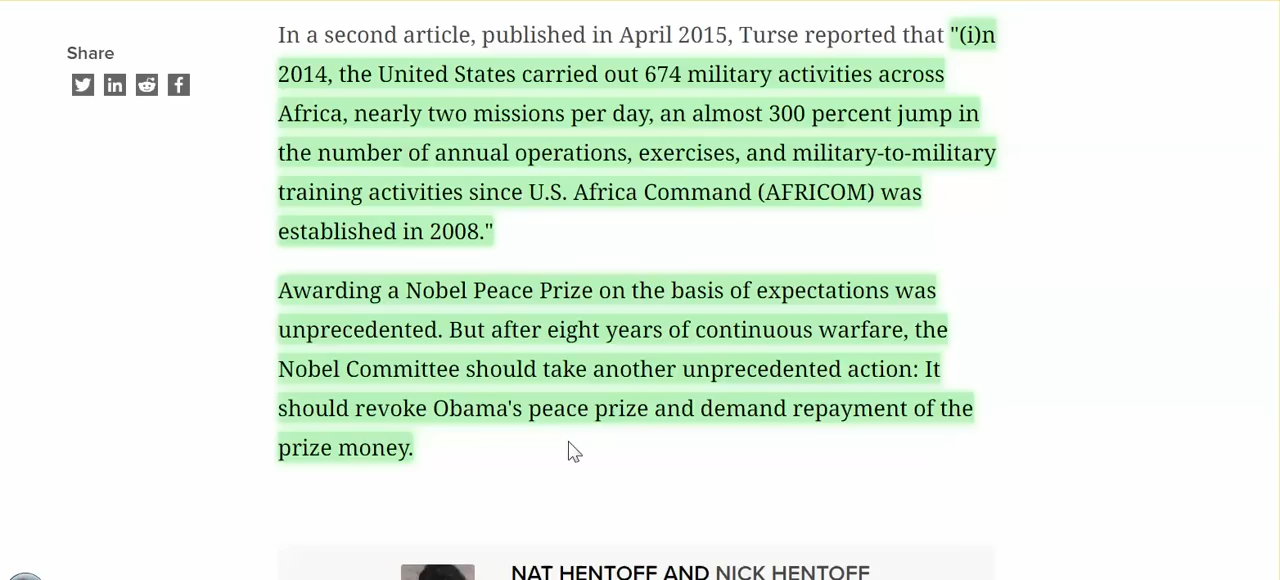 Share
In a second article, published in April 2015, Turse reported that "(i)n
2014, the United States carried out 674 military activities across
Africa, nearly two missions per day, an almost 300 percent jump in
the number of annual operations, exercises, and military-to-military
training activities since U.S. Africa Command (AFRICOM) was
established in 2008."
Awarding a Nobel Peace Prize on the basis of expectations was
unprecedented. But after eight years of continuous warfare, the
Nobel Committee should take another unprecedented action: It
should revoke Obama's peace prize and demand repayment of the
prize money.
NAT HENTOFF AND NICK HENTOFF